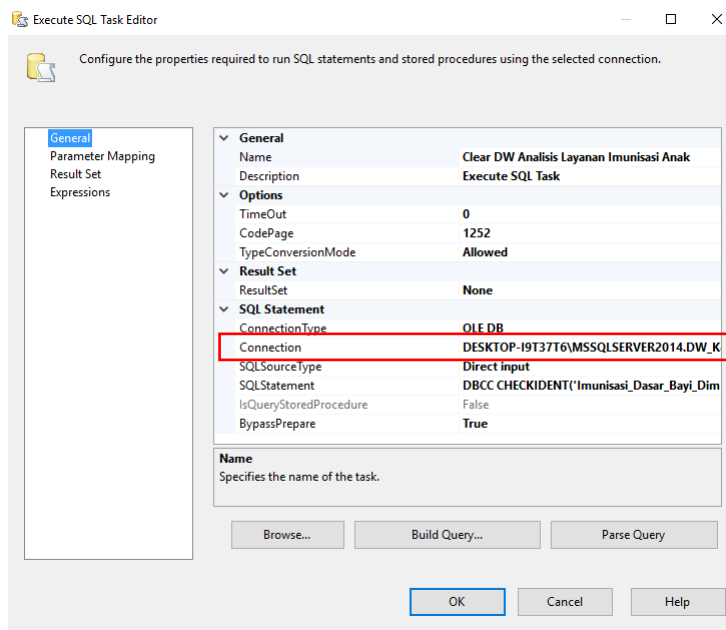 Execute SQL Task Editor
Configure the properties required to run SQL statements and stored procedures using the selected connection.
General
Parameter Mapping
Result Set
Expressions
General
Name Clear DW Analisis Layanan Imunisasi Anak
Description Execute SQL Task
Options
TimeOut 0
CodePage 1252
TypeConversionMode Allowed
Result Set
ResultSet None
SQL Statement
ConnectionType OLE DB
Connection DESKTOP-I9T37T6\MSSQLSERVER2014.DW_K
SQLSourceType Direct input
SQLStatement DBCC CHECKIDENT('Imunisasi_Dasar_Bayi_Dim
IsQueryStoredProcedure False
BypassPrepare True
Name
Specifies the name of the task.
Browse... Build Query... Parse Query
OK Cancel Help